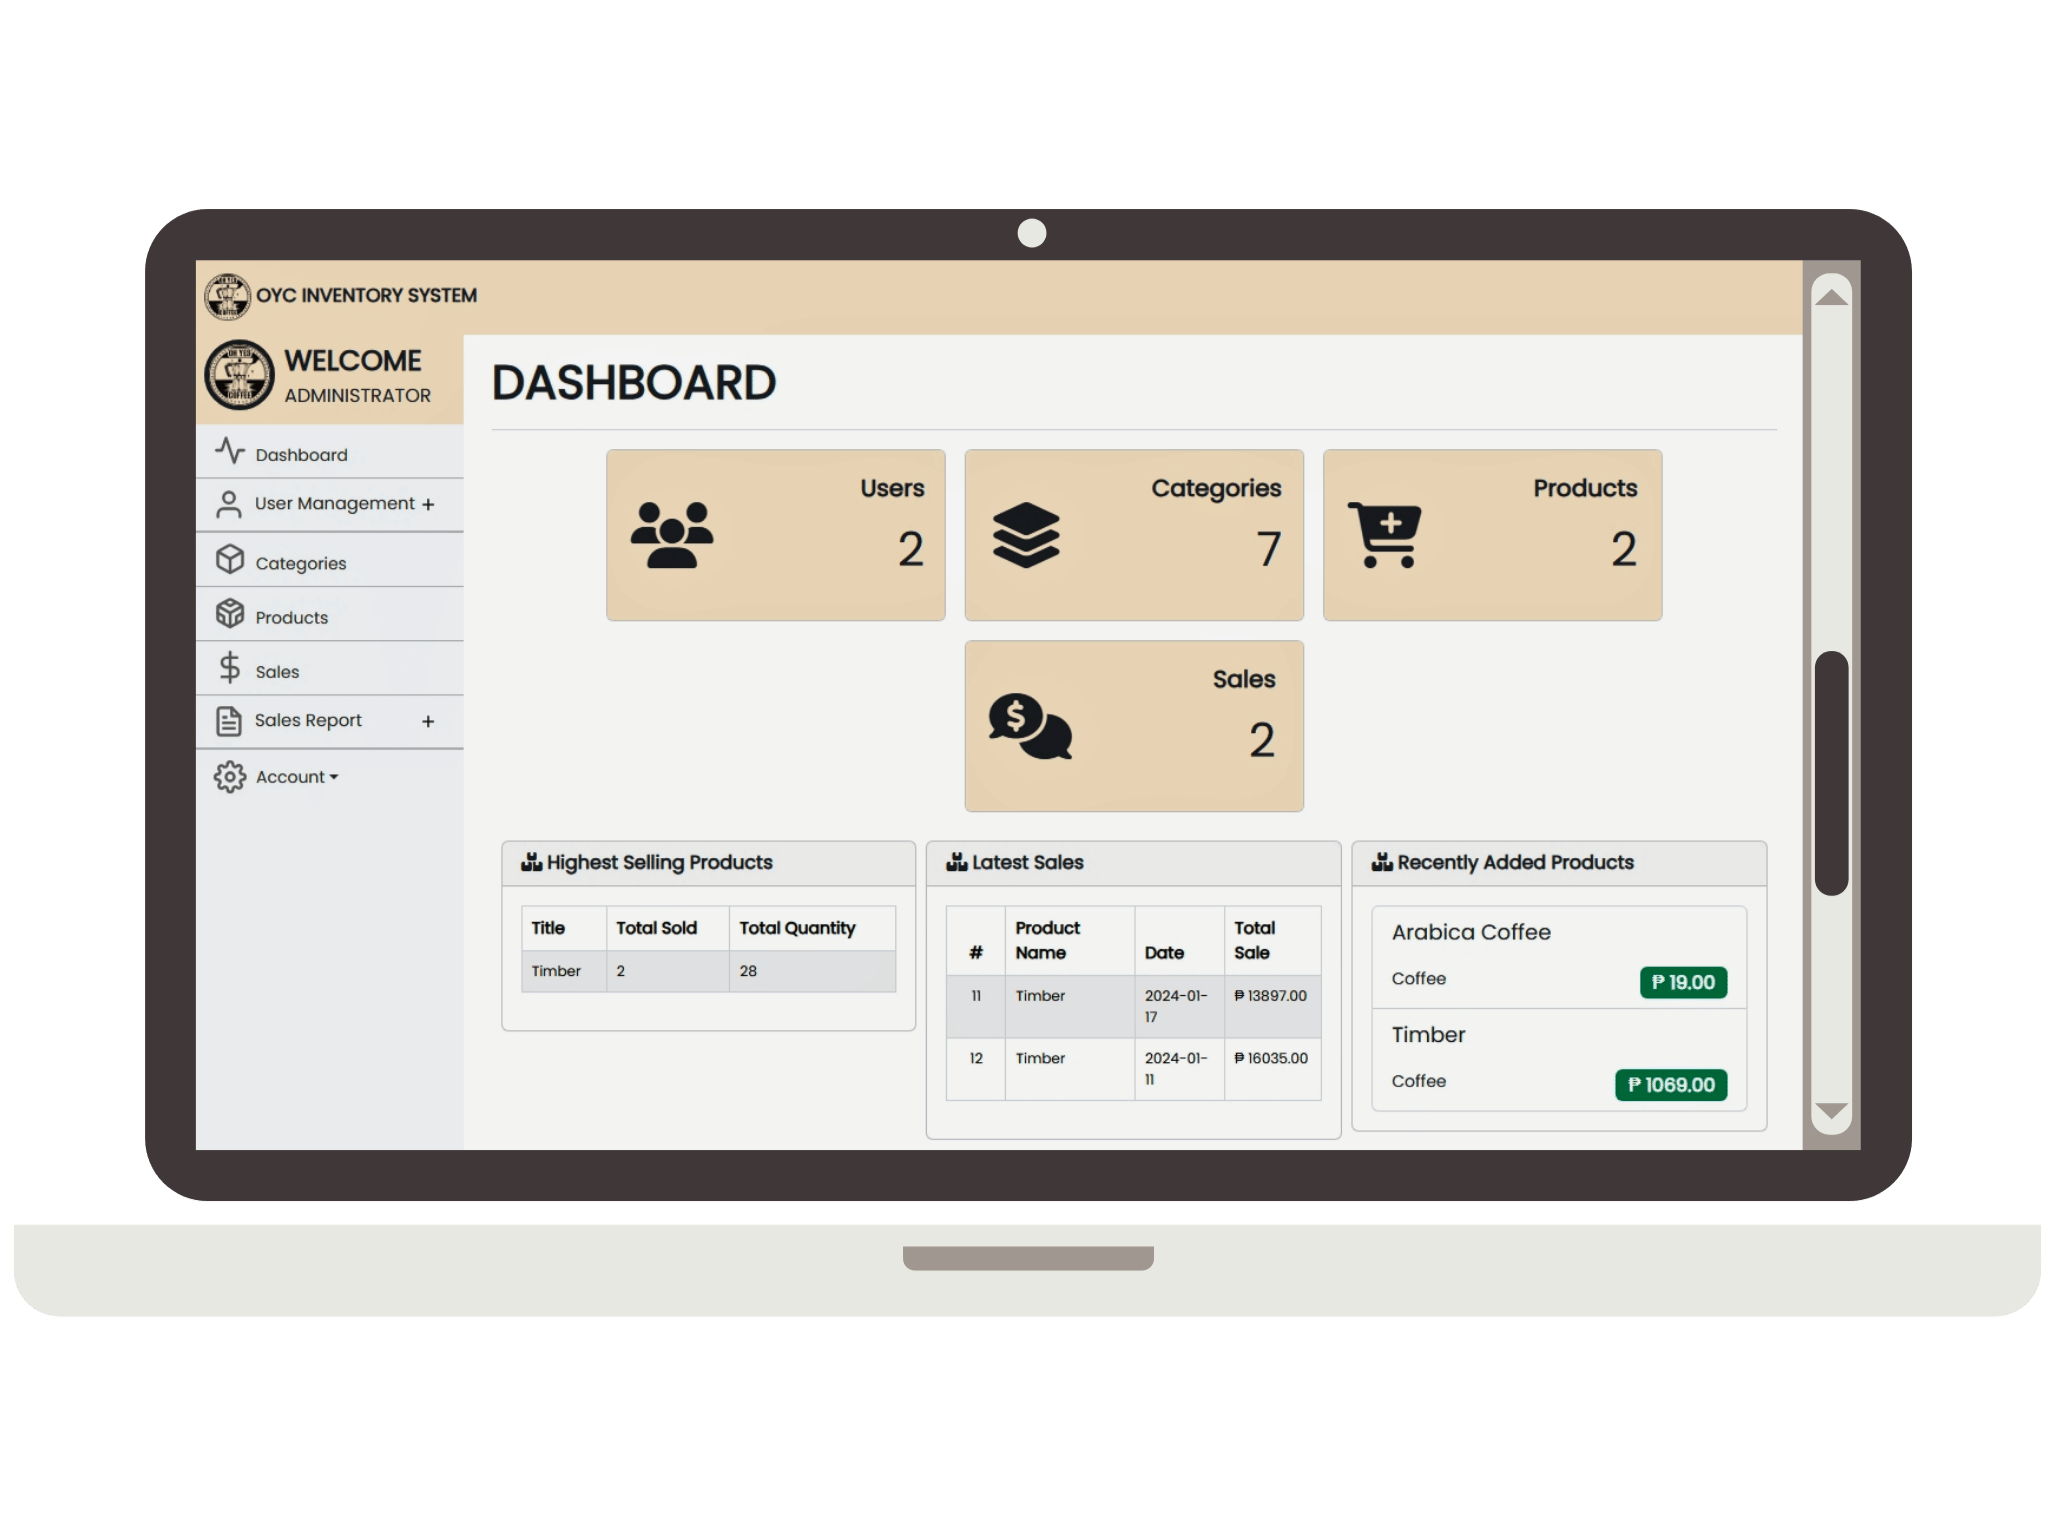 OYC INVENTORY SYSTEM
OH YES
COFFEE
WELCOME
ADMINISTRATOR
Dashboard
User Management +
Categories
Products
Sales
Sales Report +
Account
DASHBOARD
Users
2
Categories
7
Products
2
Sales
2
Highest Selling Products
Title Total Sold Total Quantity
Timber 2 28
Latest Sales
# Product Name Date Total Sale
11 Timber 2024-01-17 ₱ 13897.00
12 Timber 2024-01-11 ₱ 16035.00
Recently Added Products
Arabica Coffee
Coffee ₱ 19.00
Timber
Coffee ₱ 1069.00